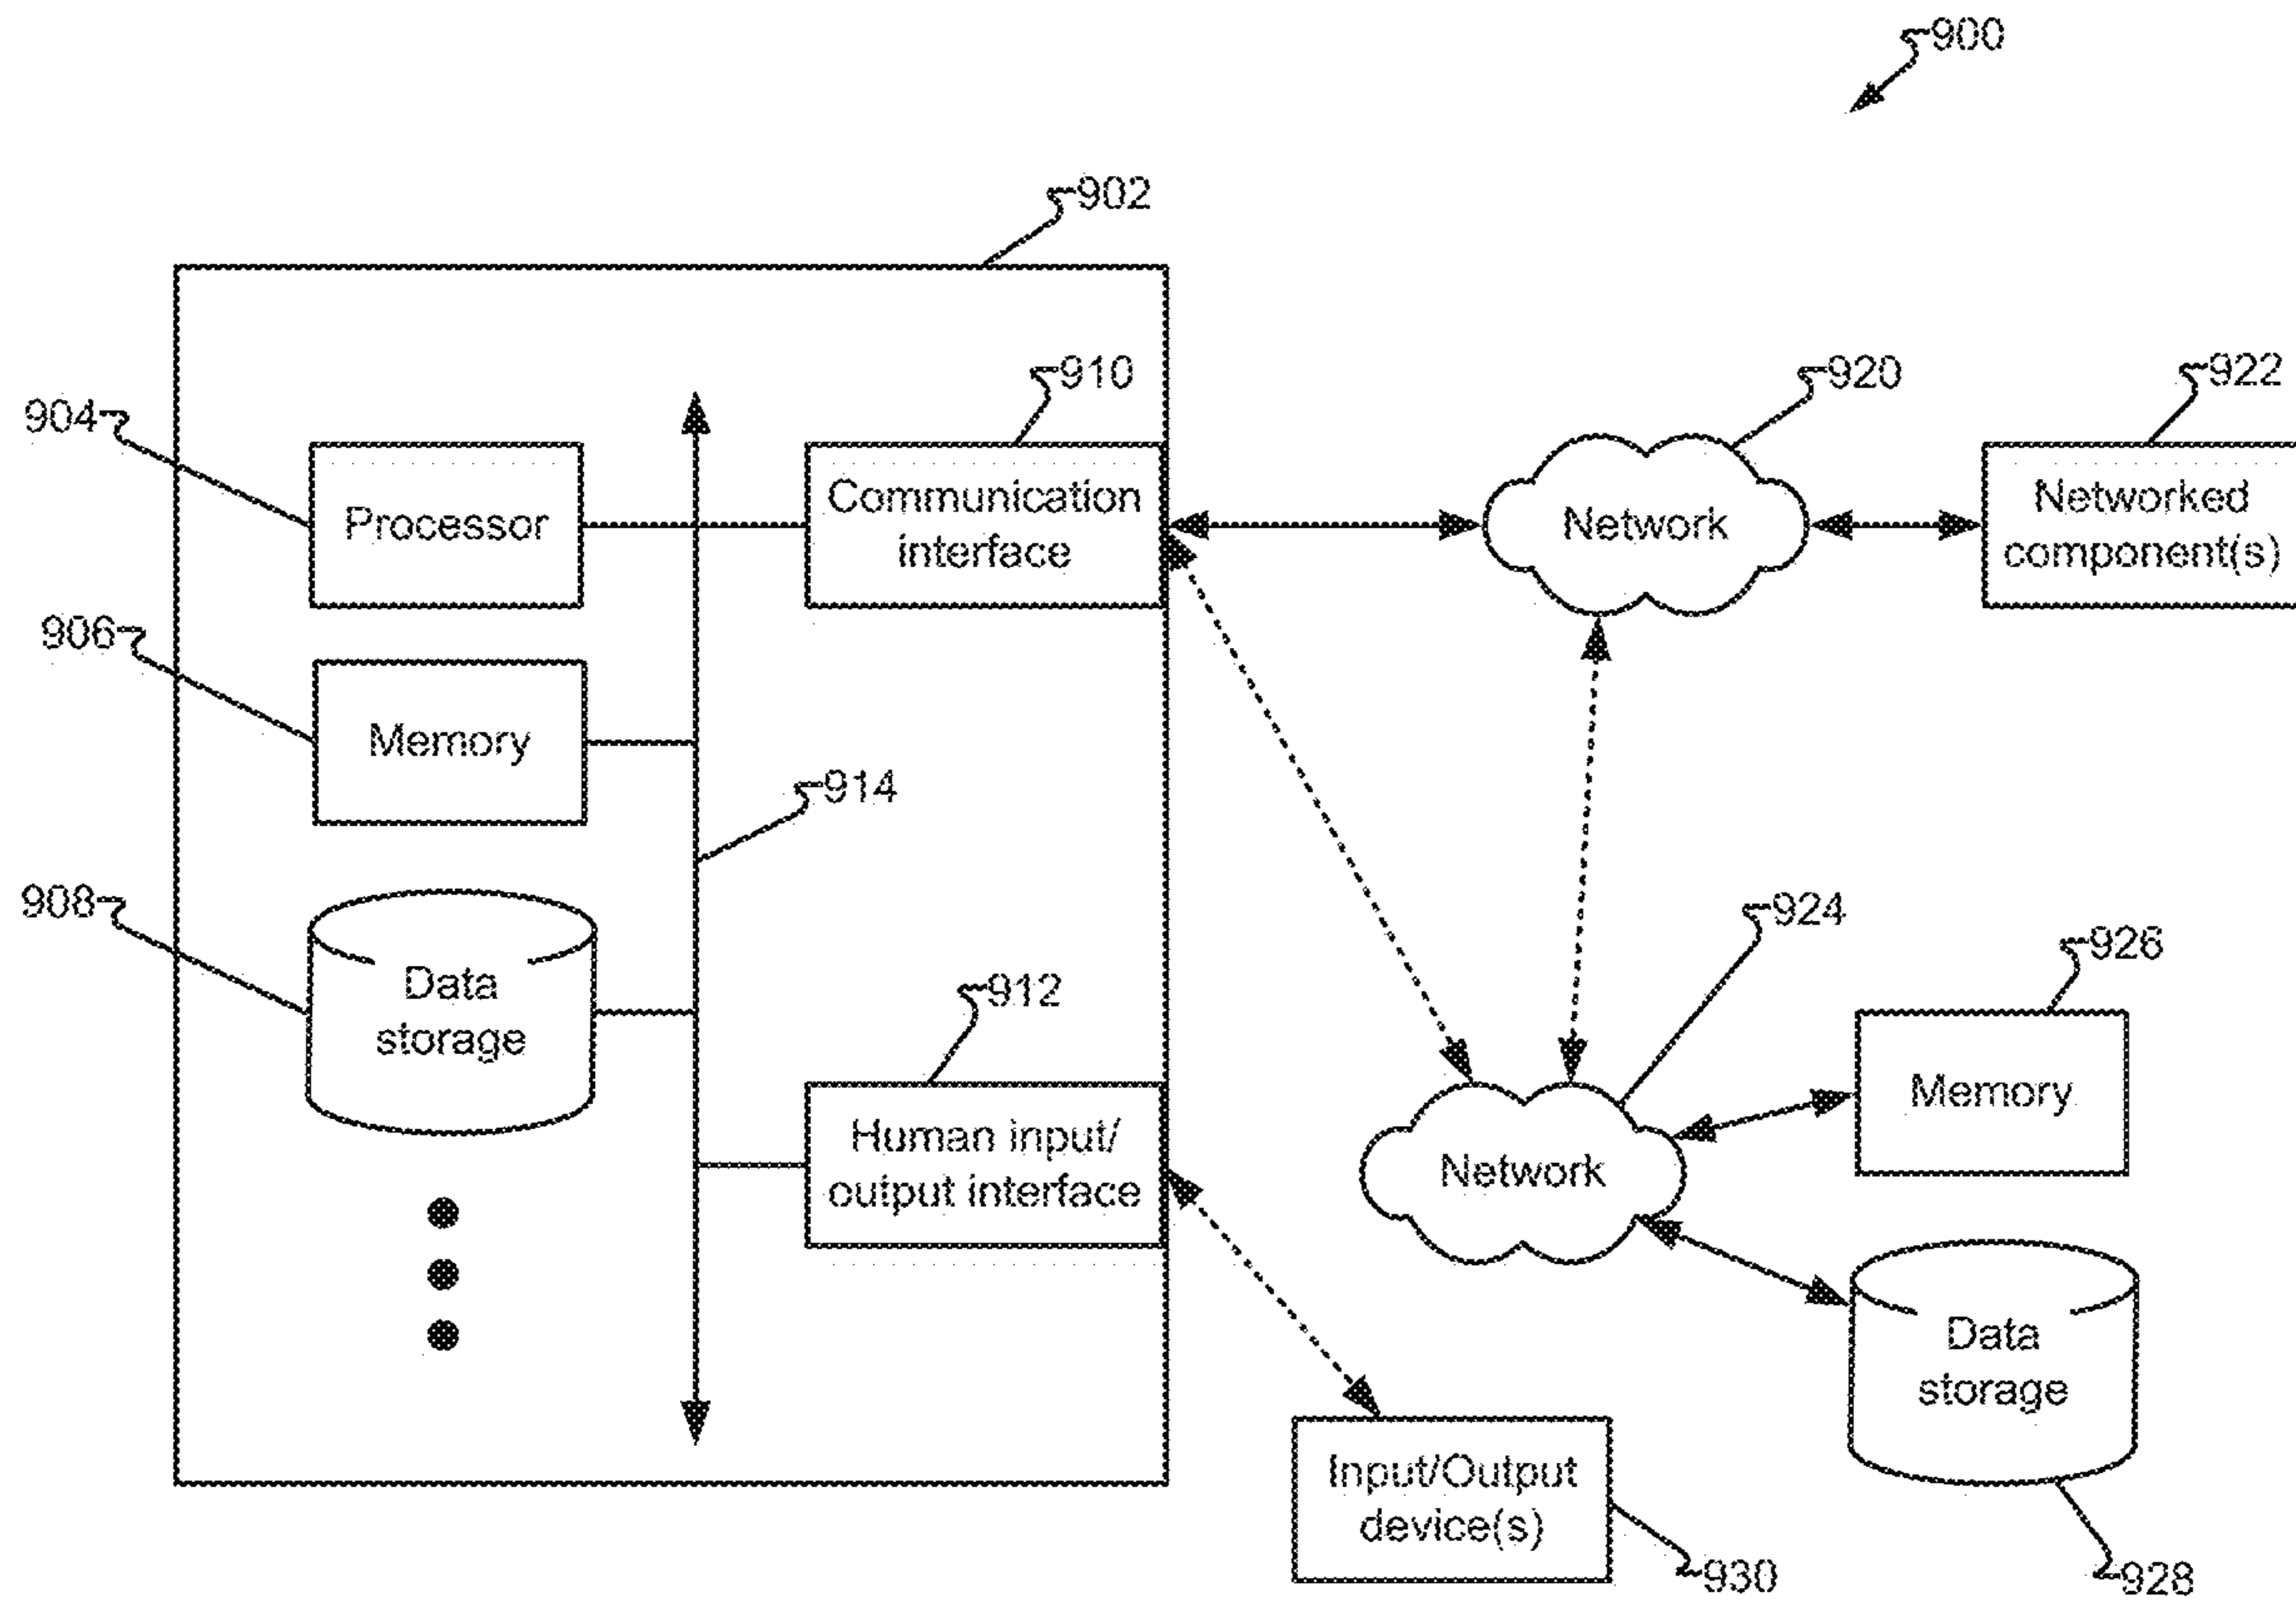 900
902
910
920
922
904
Processor
Communication
interface
Network
Networked
component(s)
906
Memory
914
908
Data
storage
912
924
926
Human input/
output interface
Network
Memory
Data
storage
Input/Output
device(s)
930
928